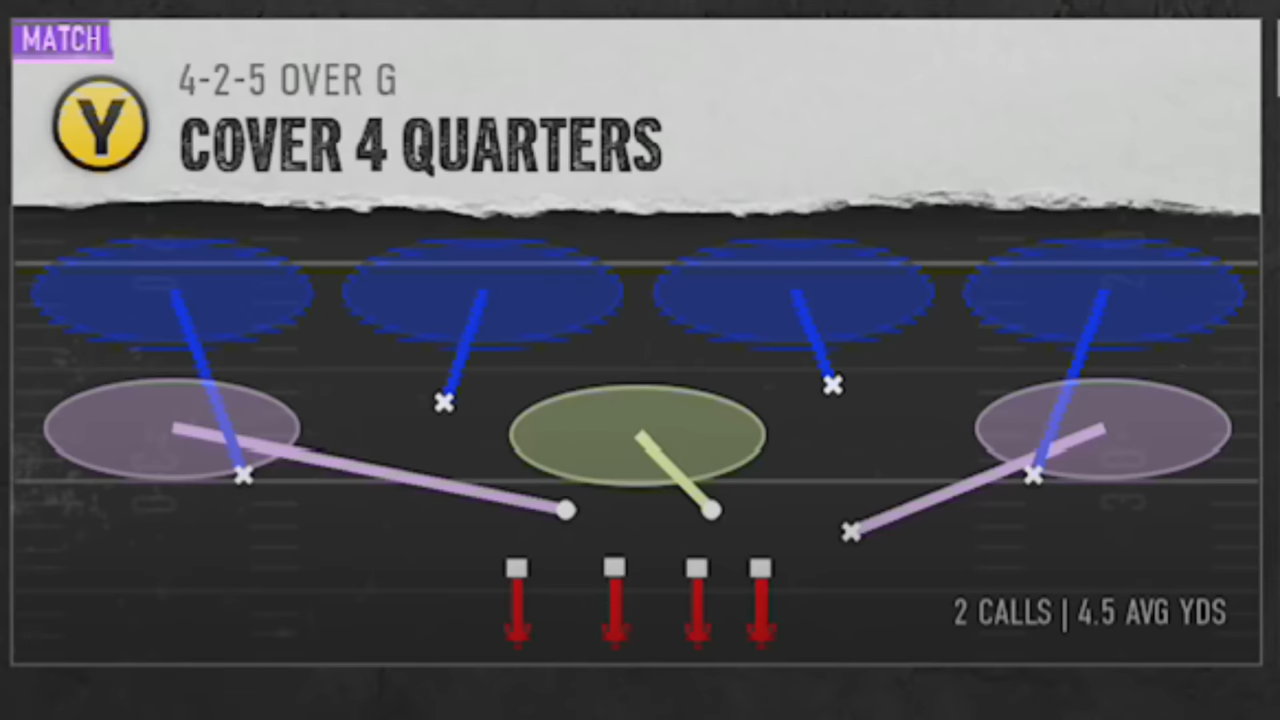 MATCH
Y
4-2-5 OVER G
COVER 4 QUARTERS
2 CALLS | 4.5 AVG YDS